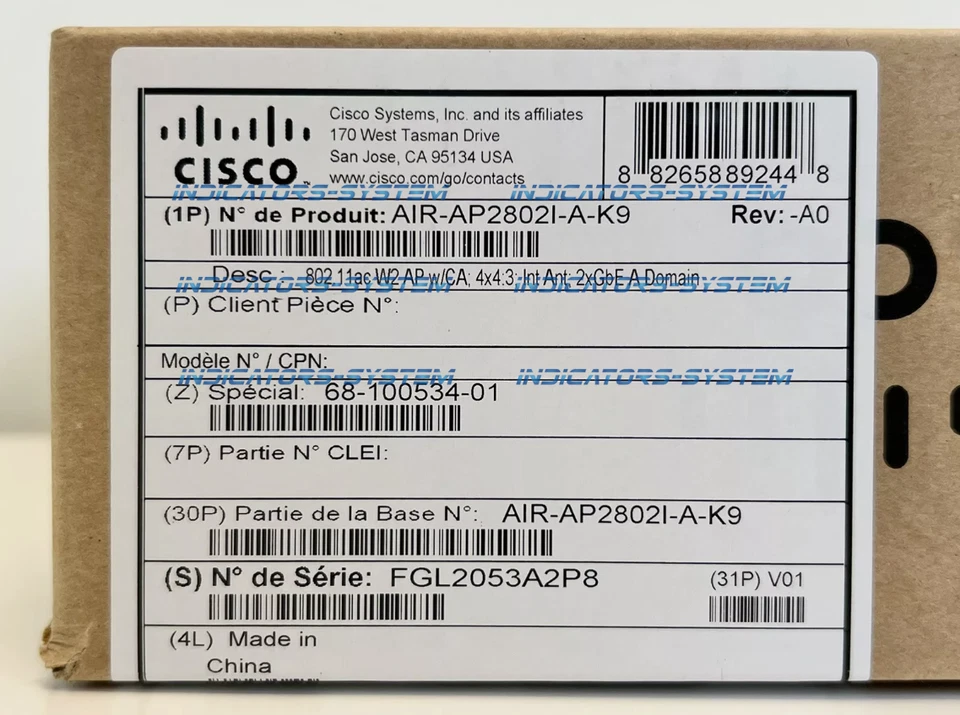 Cisco Systems, Inc. and its affiliates
170 West Tasman Drive
San Jose, CA 95134 USA
www.cisco.com/go/contacts
CISCO™
8 82658 89244 8
INDICATORS-SYSTEM INDICATORS-SYSTEM
(1P) N° de Produit: AIR-AP2802I-A-K9 Rev: -A0
Desc.: 802.11ac W2 AP w/CA; 4x4:3; Int Ant; 2xGbE-A Domain
INDICATORS-SYSTEM INDICATORS-SYSTEM
(P) Client Pièce N°:
Modèle N° / CPN:
INDICATORS-SYSTEM INDICATORS-SYSTEM
(Z) Spécial: 68-100534-01
(7P) Partie N° CLEI:
(30P) Partie de la Base N°: AIR-AP2802I-A-K9
(S) N° de Série: FGL2053A2P8 (31P) V01
(4L) Made in
China